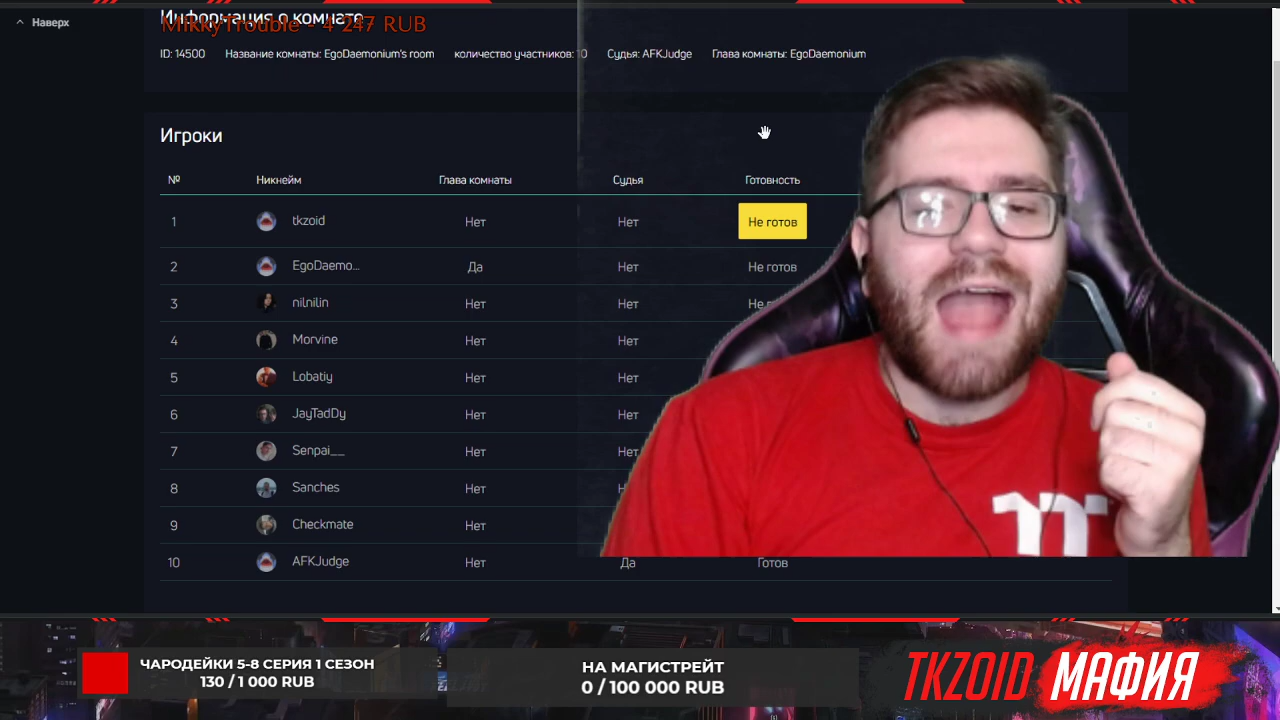 Наверх
Информация о комнате
MikkyTrouble - 4 247 RUB
ID: 14500 Название комнаты: EgoDaemonium's room количество участников: 10 Судья: AFKJudge Глава комнаты: EgoDaemonium
Игроки
№ Никнейм Глава комнаты Судья Готовность
1 tkzoid Нет Нет Не готов
2 EgoDaemo... Да Нет Не готов
3 nilnilin Нет Нет Не
4 Morvine Нет Нет
5 Lobatiy Нет Нет
6 JayTadDy Нет Нет
7 Senpai__ Нет Нет
8 Sanches Нет
9 Checkmate Нет
10 AFKJudge Нет Да Готов
ЧАРОДЕЙКИ 5-8 СЕРИЯ 1 СЕЗОН
130 / 1 000 RUB
НА МАГИСТРЕЙТ
0 / 100 000 RUB
TKZOID МАФИЯ